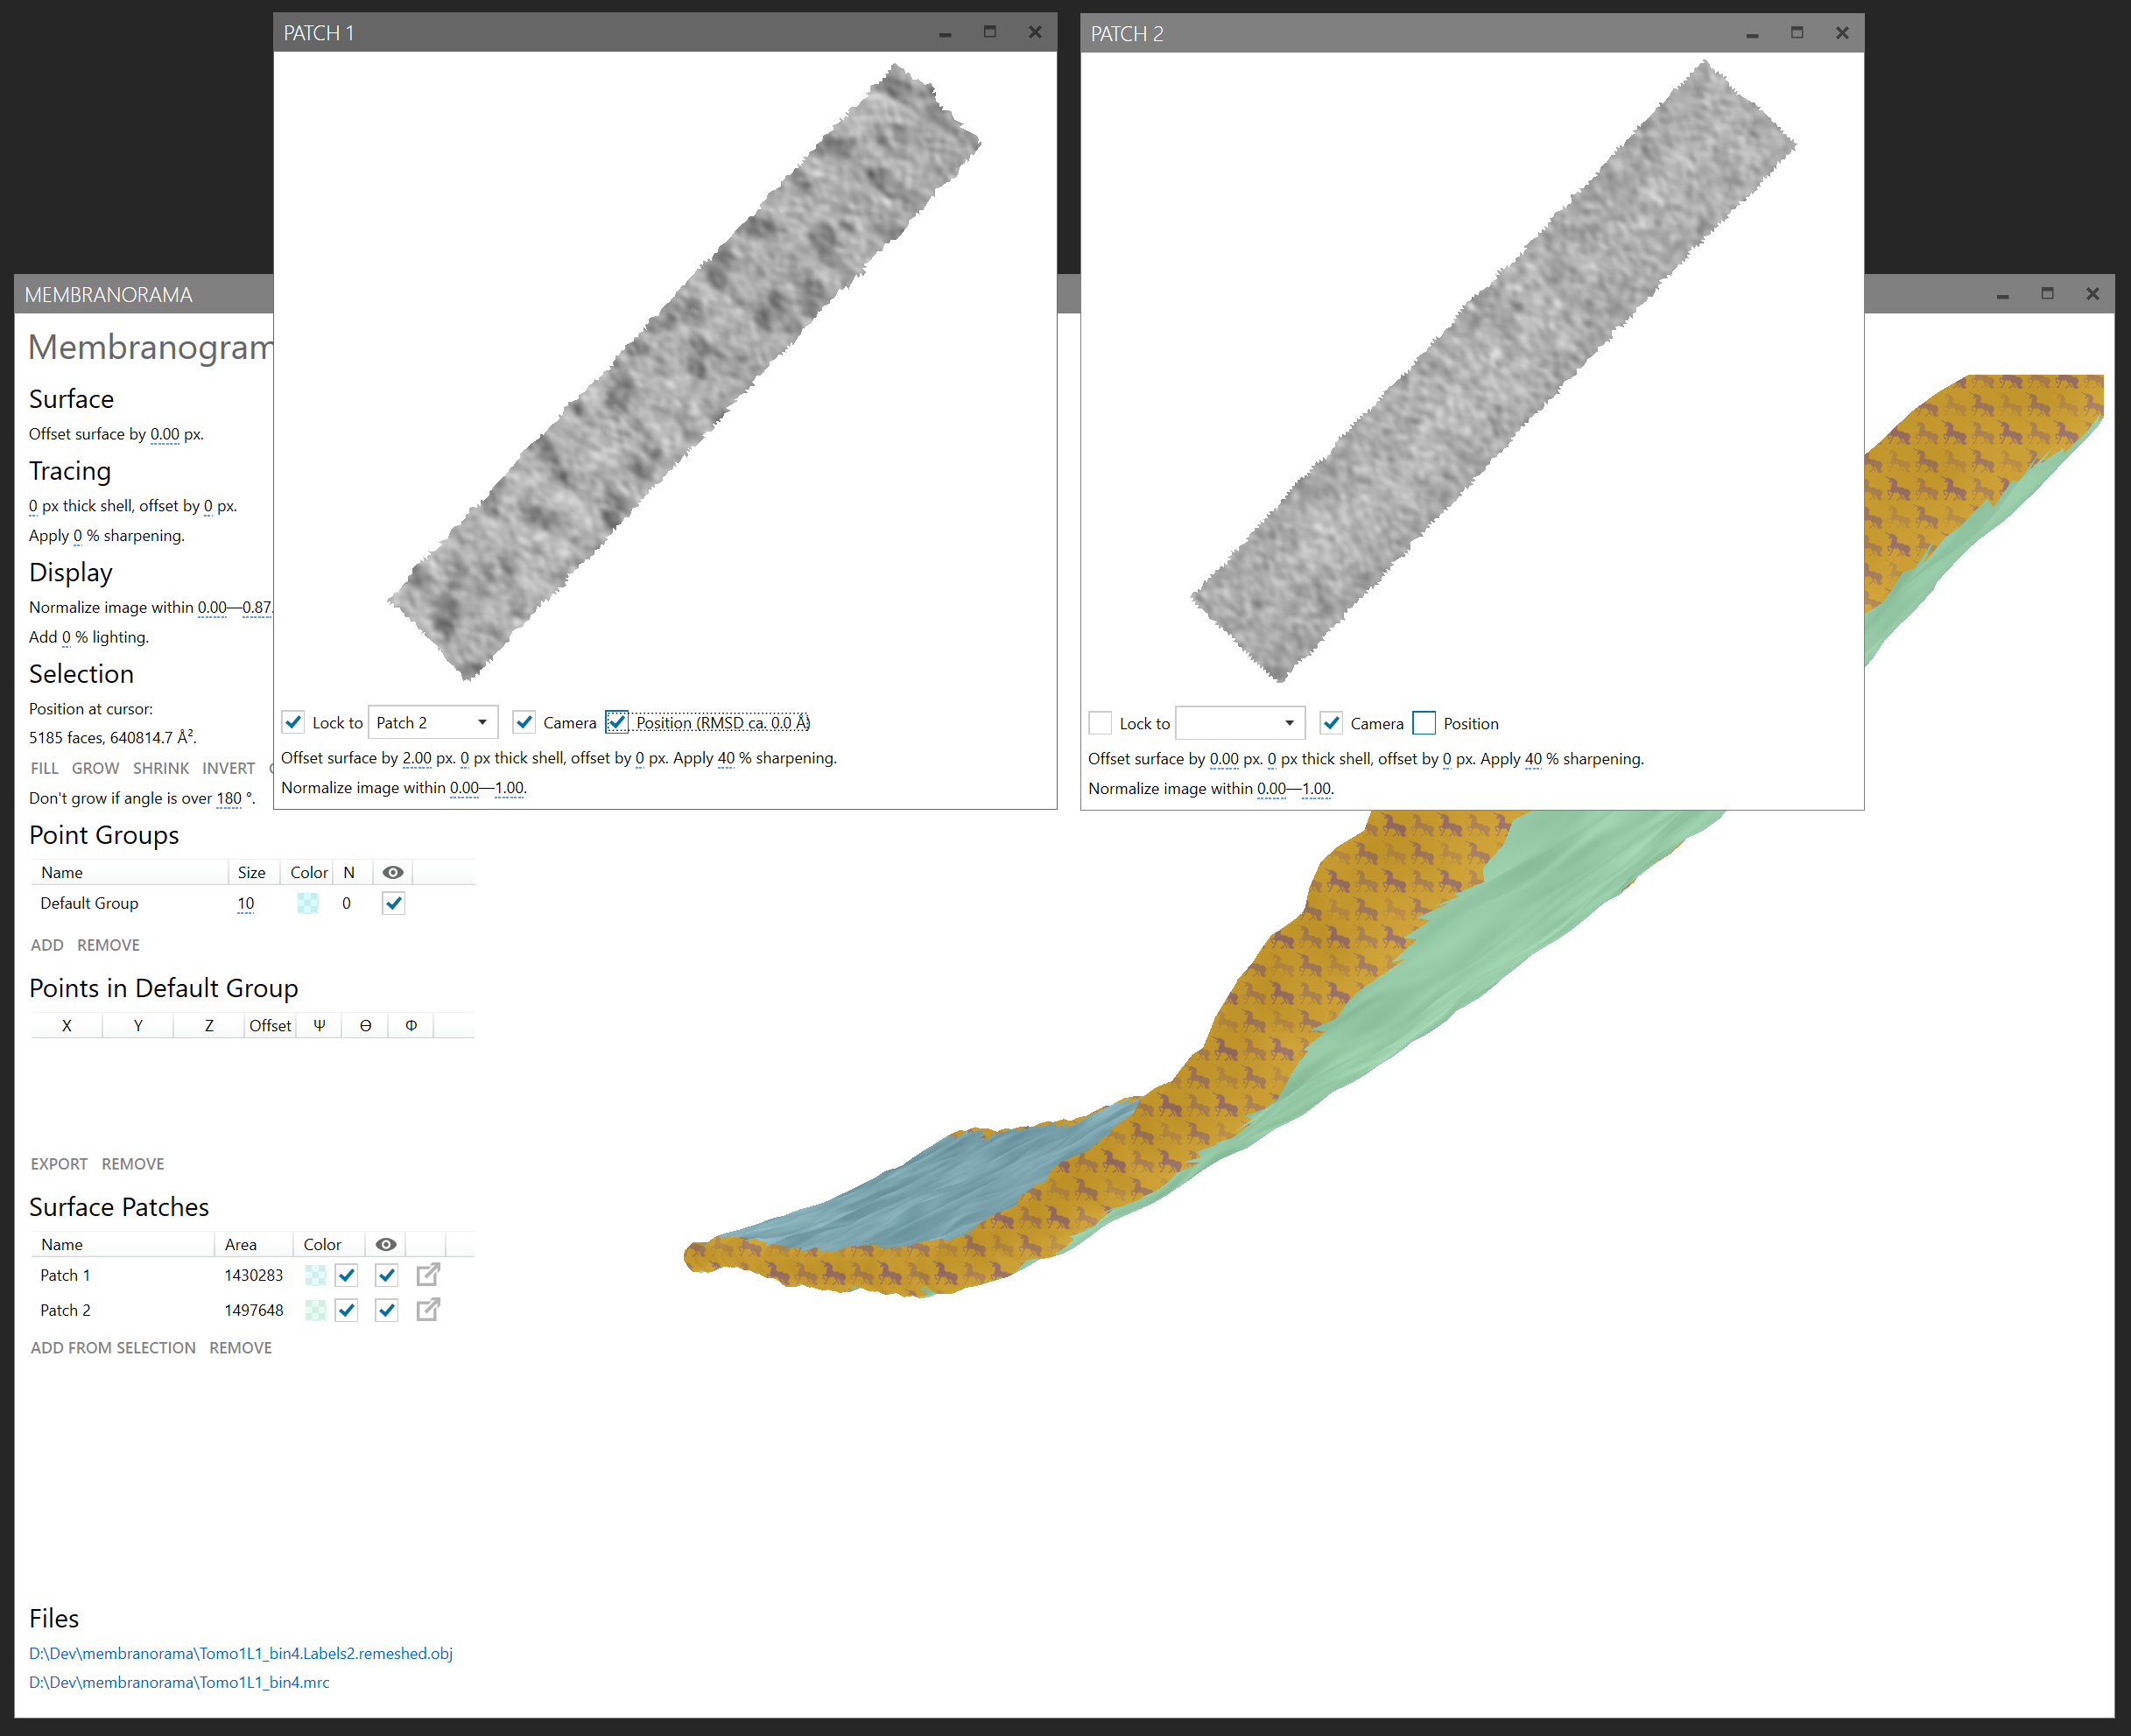 PATCH 1
Lock to Patch 2 Camera Position (RMSD ca. 0.0 Å)
Offset surface by 2.00 px. 0 px thick shell, offset by 0 px. Apply 40 % sharpening.
Normalize image within 0.00—1.00.
PATCH 2
Lock to Camera Position
Offset surface by 0.00 px. 0 px thick shell, offset by 0 px. Apply 40 % sharpening.
Normalize image within 0.00—1.00.
MEMBRANORAMA
Membranogram
Surface
Offset surface by 0.00 px.
Tracing
0 px thick shell, offset by 0 px.
Apply 0 % sharpening.
Display
Normalize image within 0.00—0.87.
Add 0 % lighting.
Selection
Position at cursor:
5185 faces, 640814.7 Å².
FILL GROW SHRINK INVERT
Don't grow if angle is over 180 °.
Point Groups
Name Size Color N
Default Group 10 0
ADD REMOVE
Points in Default Group
X Y Z Offset Ψ Θ Φ
EXPORT REMOVE
Surface Patches
Name Area Color
Patch 1 1430283
Patch 2 1497648
ADD FROM SELECTION REMOVE
Files
D:\Dev\membranorama\Tomo1L1_bin4.Labels2.remeshed.obj
D:\Dev\membranorama\Tomo1L1_bin4.mrc